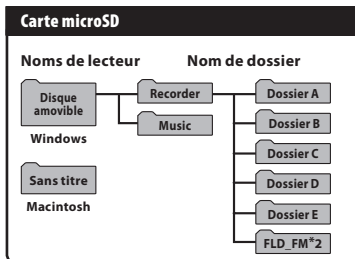 Carte microSD
Noms de lecteur
Nom de dossier
Disque
amovible
Windows
Recorder
Music
Dossier A
Dossier B
Dossier C
Dossier D
Dossier E
FLD_FM*2
Sans titre
Macintosh